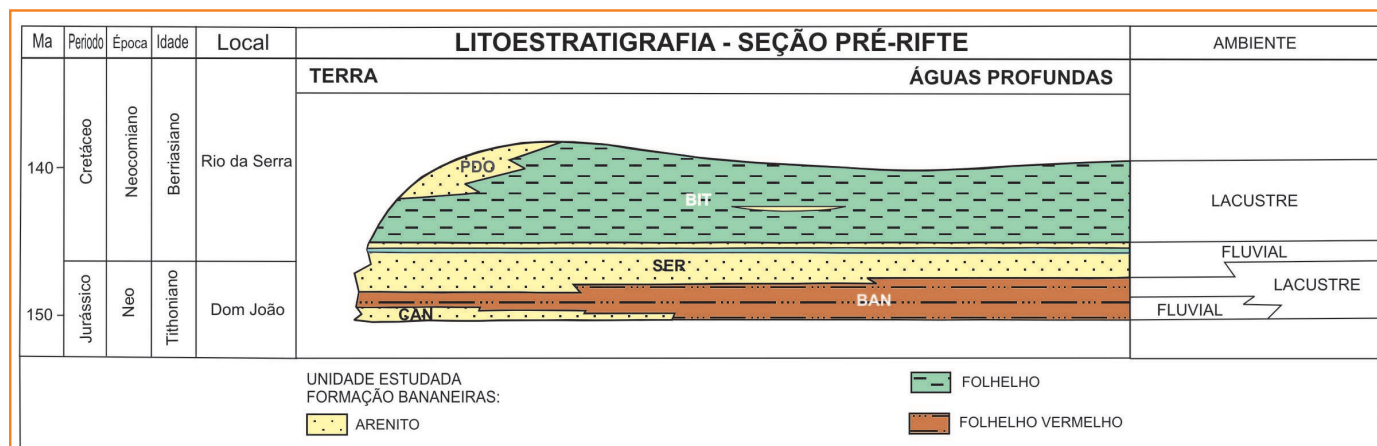 Ma Período Época Idade Local LITOESTRATIGRAFIA - SEÇÃO PRÉ-RIFTE AMBIENTE
TERRA ÁGUAS PROFUNDAS
140
150
Cretáceo
Jurássico
Neocomiano
Neo
Berriasiano
Tithoniano
Rio da Serra
Dom João
PDO
BIT
SER
BAN
CAN
LACUSTRE
FLUVIAL
LACUSTRE
FLUVIAL
UNIDADE ESTUDADA
FORMAÇÃO BANANEIRAS:
ARENITO
FOLHELHO
FOLHELHO VERMELHO